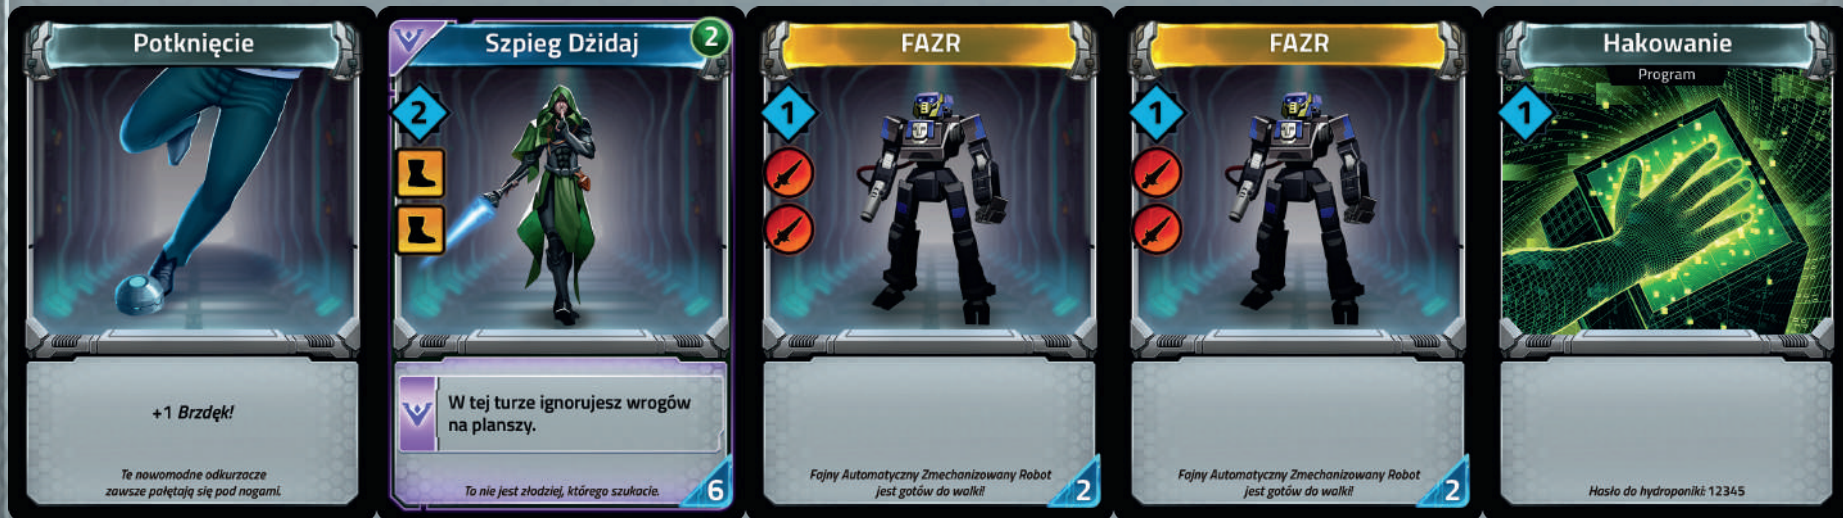 Potknięcie
+1 Brzdęk!
Te nowomodne odkurzacze
zawsze pałętają się pod nogami.
Szpieg Dżidaj
2
2
W tej turze ignorujesz wrogów
na planszy.
To nie jest złodziej, którego szukacie.
6
FAZR
1
Fajny Automatyczny Zmechanizowany Robot
jest gotów do walki!
2
FAZR
1
Fajny Automatyczny Zmechanizowany Robot
jest gotów do walki!
2
Hakowanie
Program
1
Hasło do hydroponiki: 12345